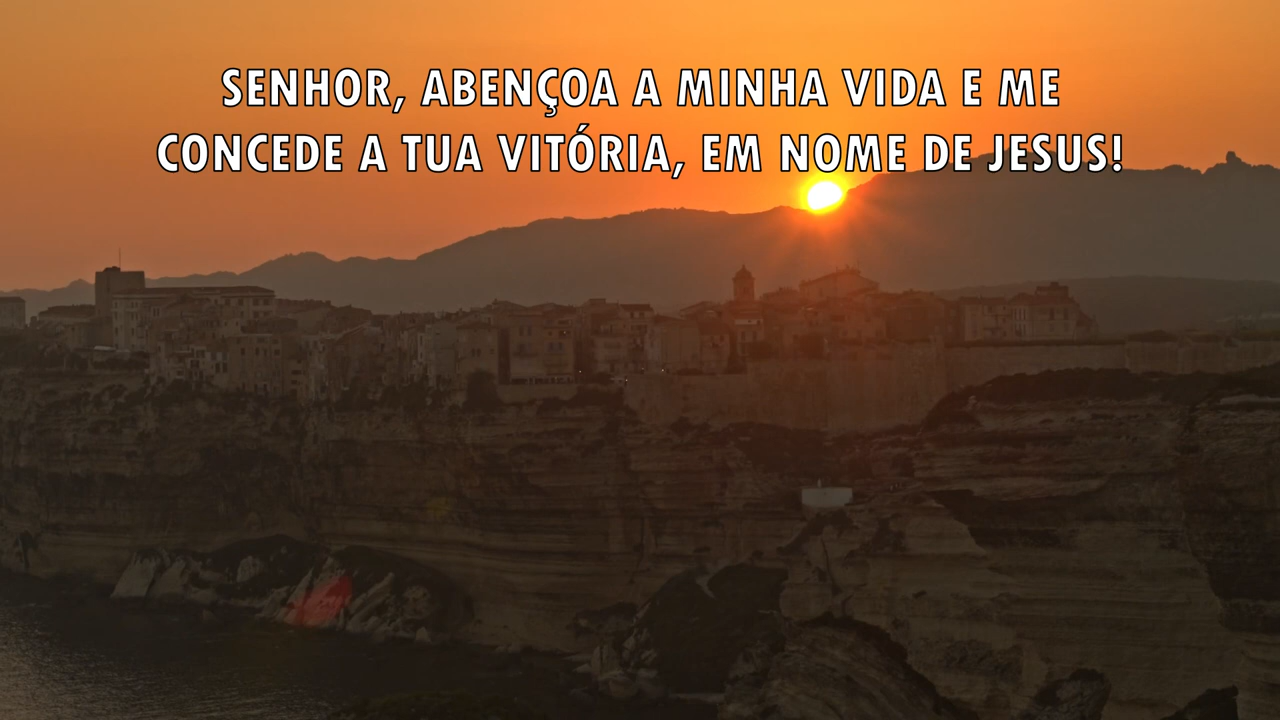 SENHOR, ABENÇOA A MINHA VIDA E ME
CONCEDE A TUA VITÓRIA, EM NOME DE JESUS!